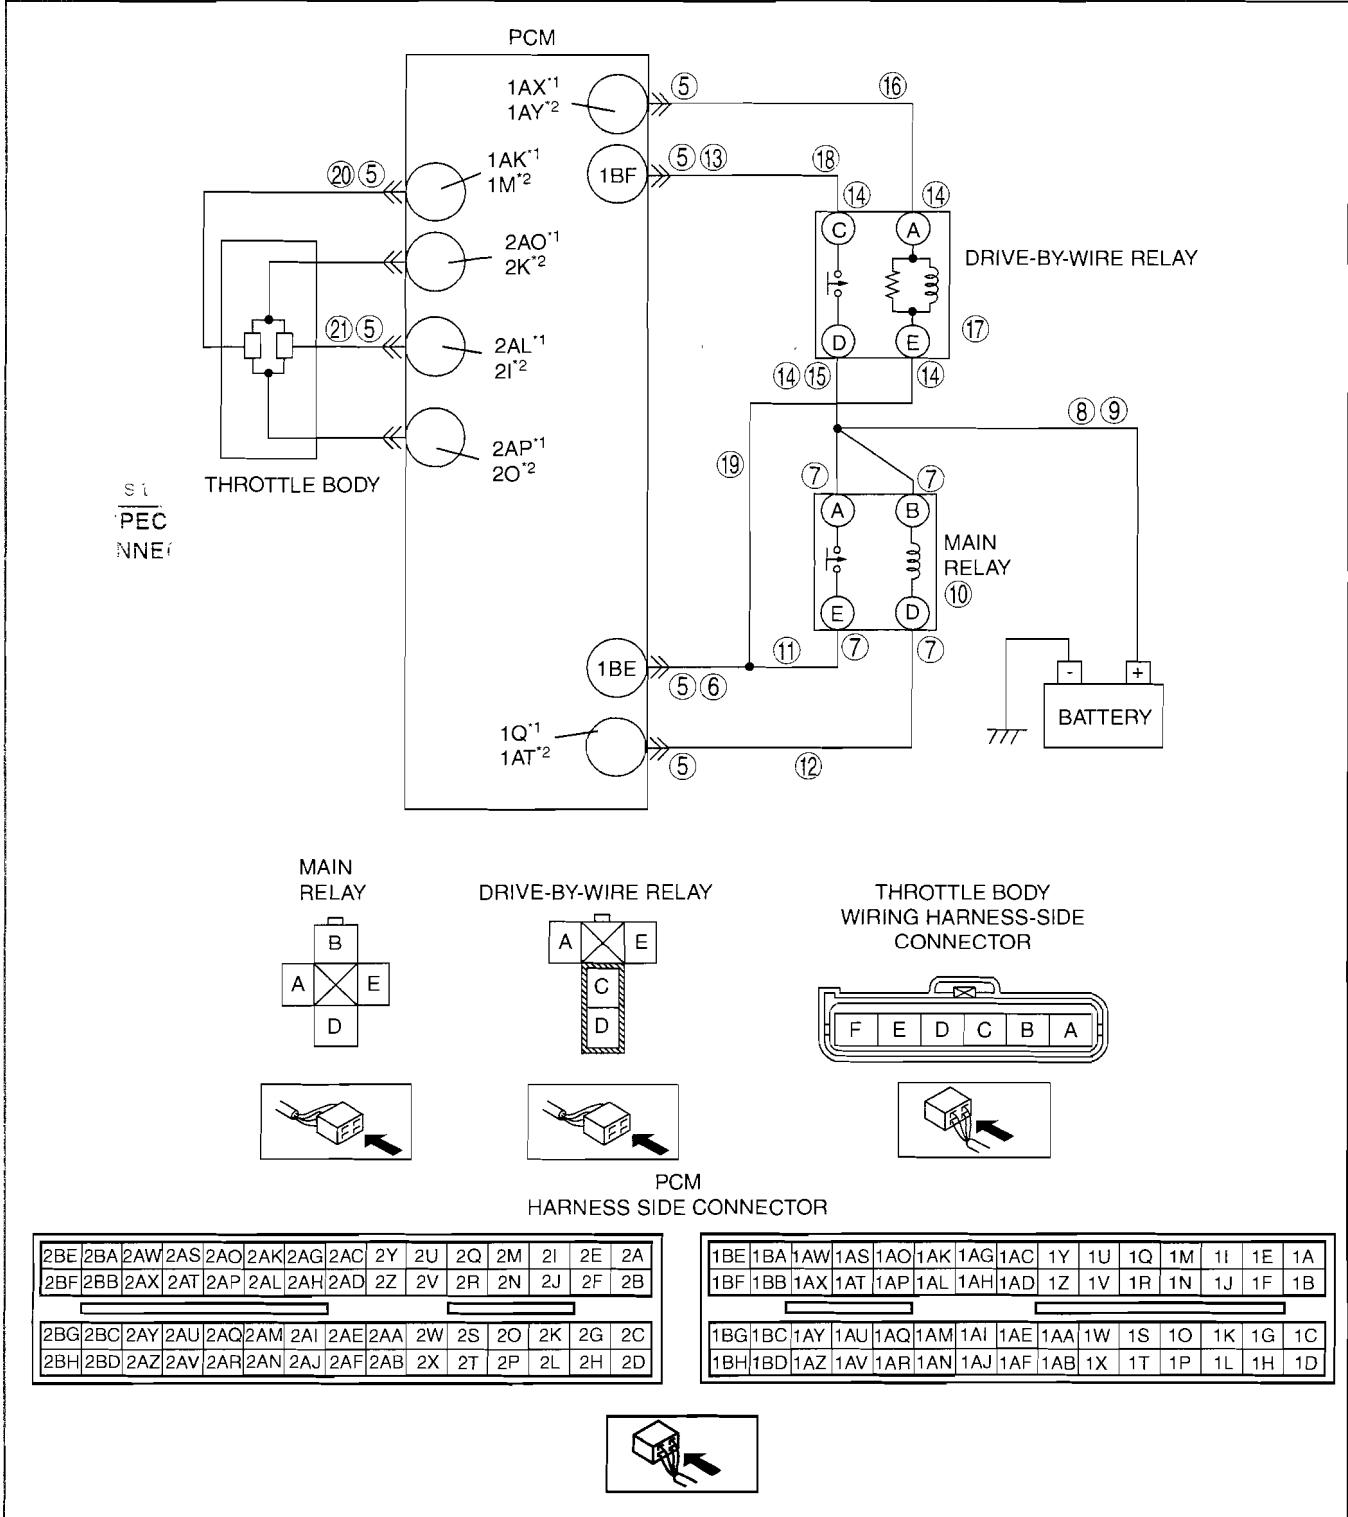 PCM
1AX*1
1AY*2
5
16
1BF
5 13
18
14
14
20 5
1AK*1
1M*2
C
A
2AO*1
2K*2
DRIVE-BY-WIRE RELAY
17
21 5
2AL*1
2I*2
D
E
14 15
14
8 9
2AP*1
2O*2
THROTTLE BODY
19
7
7
PEC
A
B
MAIN
RELAY
10
E
D
7
7
1BE
11
5 6
- +
BATTERY
1Q*1
1AT*2
5
12
MAIN
RELAY
B
A E
D
DRIVE-BY-WIRE RELAY
A E
C
D
THROTTLE BODY
WIRING HARNESS-SIDE
CONNECTOR
F E D C B A
PCM
HARNESS SIDE CONNECTOR
2BE 2BA 2AW 2AS 2AO 2AK 2AG 2AC 2Y 2U 2Q 2M 2I 2E 2A
2BF 2BB 2AX 2AT 2AP 2AL 2AH 2AD 2Z 2V 2R 2N 2J 2F 2B
2BG 2BC 2AY 2AU 2AQ 2AM 2AI 2AE 2AA 2W 2S 2O 2K 2G 2C
2BH 2BD 2AZ 2AV 2AR 2AN 2AJ 2AF 2AB 2X 2T 2P 2L 2H 2D
1BE 1BA 1AW 1AS 1AO 1AK 1AG 1AC 1Y 1U 1Q 1M 1I 1E 1A
1BF 1BB 1AX 1AT 1AP 1AL 1AH 1AD 1Z 1V 1R 1N 1J 1F 1B
1BG 1BC 1AY 1AU 1AQ 1AM 1AI 1AE 1AA 1W 1S 1O 1K 1G 1C
1BH 1BD 1AZ 1AV 1AR 1AN 1AJ 1AF 1AB 1X 1T 1P 1L 1H 1D